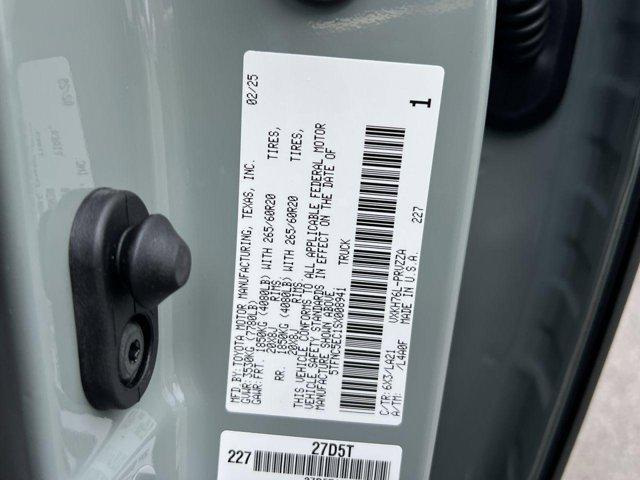 MFD.BY:TOYOTA MOTOR MANUFACTURING, TEXAS, INC. 02/25
GVWR: 3530KG (7780LB)
GAWR:FRT. 1850KG (4080LB) WITH 265/60R20 TIRES,
20X8J RIMS
RR. 1850KG (4080LB) WITH 265/60R20 TIRES,
20X8J RIMS
THIS VEHICLE CONFORMS TO ALL APPLICABLE FEDERAL MOTOR
VEHICLE SAFETY STANDARDS IN EFFECT ON THE DATE OF
MANUFACTURE SHOWN ABOVE.
TRUCK
C/TR: 6X3/LA21 VXKH76L-PRVZZA 227
A/TM: /L4A0F MADE IN U.S.A. 1
27D5T
227